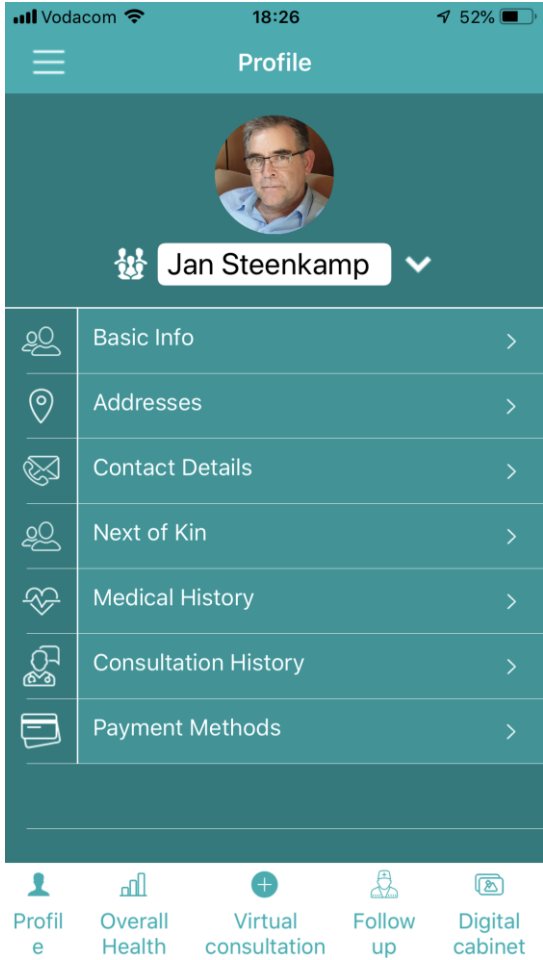 Vodacom 18:26 52%
Profile
Jan Steenkamp
Basic Info
Addresses
Contact Details
Next of Kin
Medical History
Consultation History
Payment Methods
Profil Overall Virtual Follow Digital
e Health consultation up cabinet